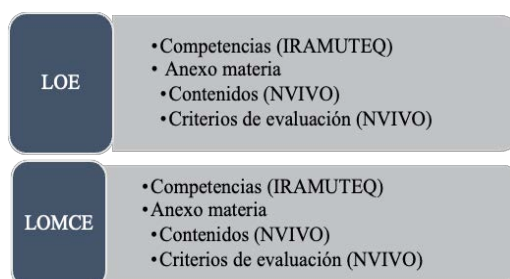 LOE
•Competencias (IRAMUTEQ)
• Anexo materia
•Contenidos (NVIVO)
•Criterios de evaluación (NVIVO)
LOMCE
•Competencias (IRAMUTEQ)
•Anexo materia
•Contenidos (NVIVO)
•Criterios de evaluación (NVIVO)